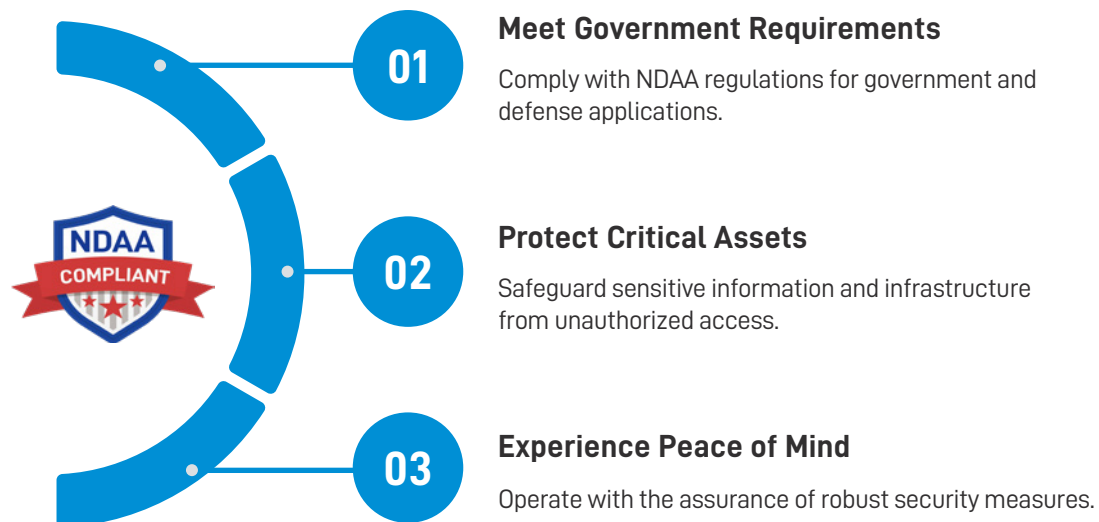 NDAA
COMPLIANT
01
Meet Government Requirements
Comply with NDAA regulations for government and
defense applications.
02
Protect Critical Assets
Safeguard sensitive information and infrastructure
from unauthorized access.
03
Experience Peace of Mind
Operate with the assurance of robust security measures.